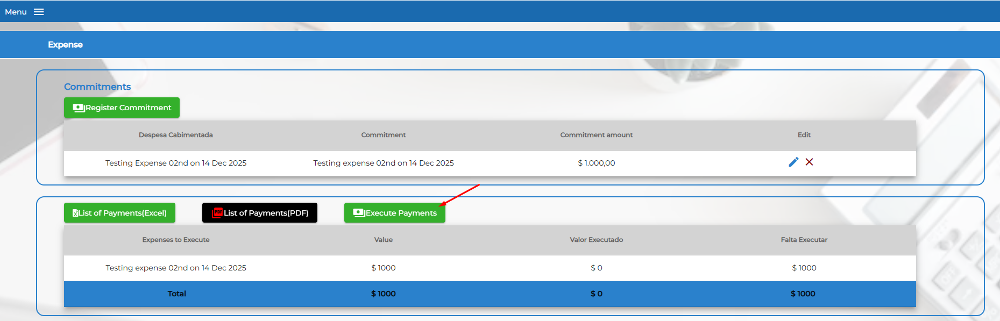 Menu
Expense
Commitments
Register Commitment
Despesa Cabimentada Commitment Commitment amount Edit
Testing Expense 02nd on 14 Dec 2025 Testing expense 02nd on 14 Dec 2025 $ 1.000,00
List of Payments(Excel) PDF List of Payments(PDF) Execute Payments
Expenses to Execute Value Valor Executado Falta Executar
Testing expense 02nd on 14 Dec 2025 $ 1000 $ 0 $ 1000
Total $ 1000 $ 0 $ 1000